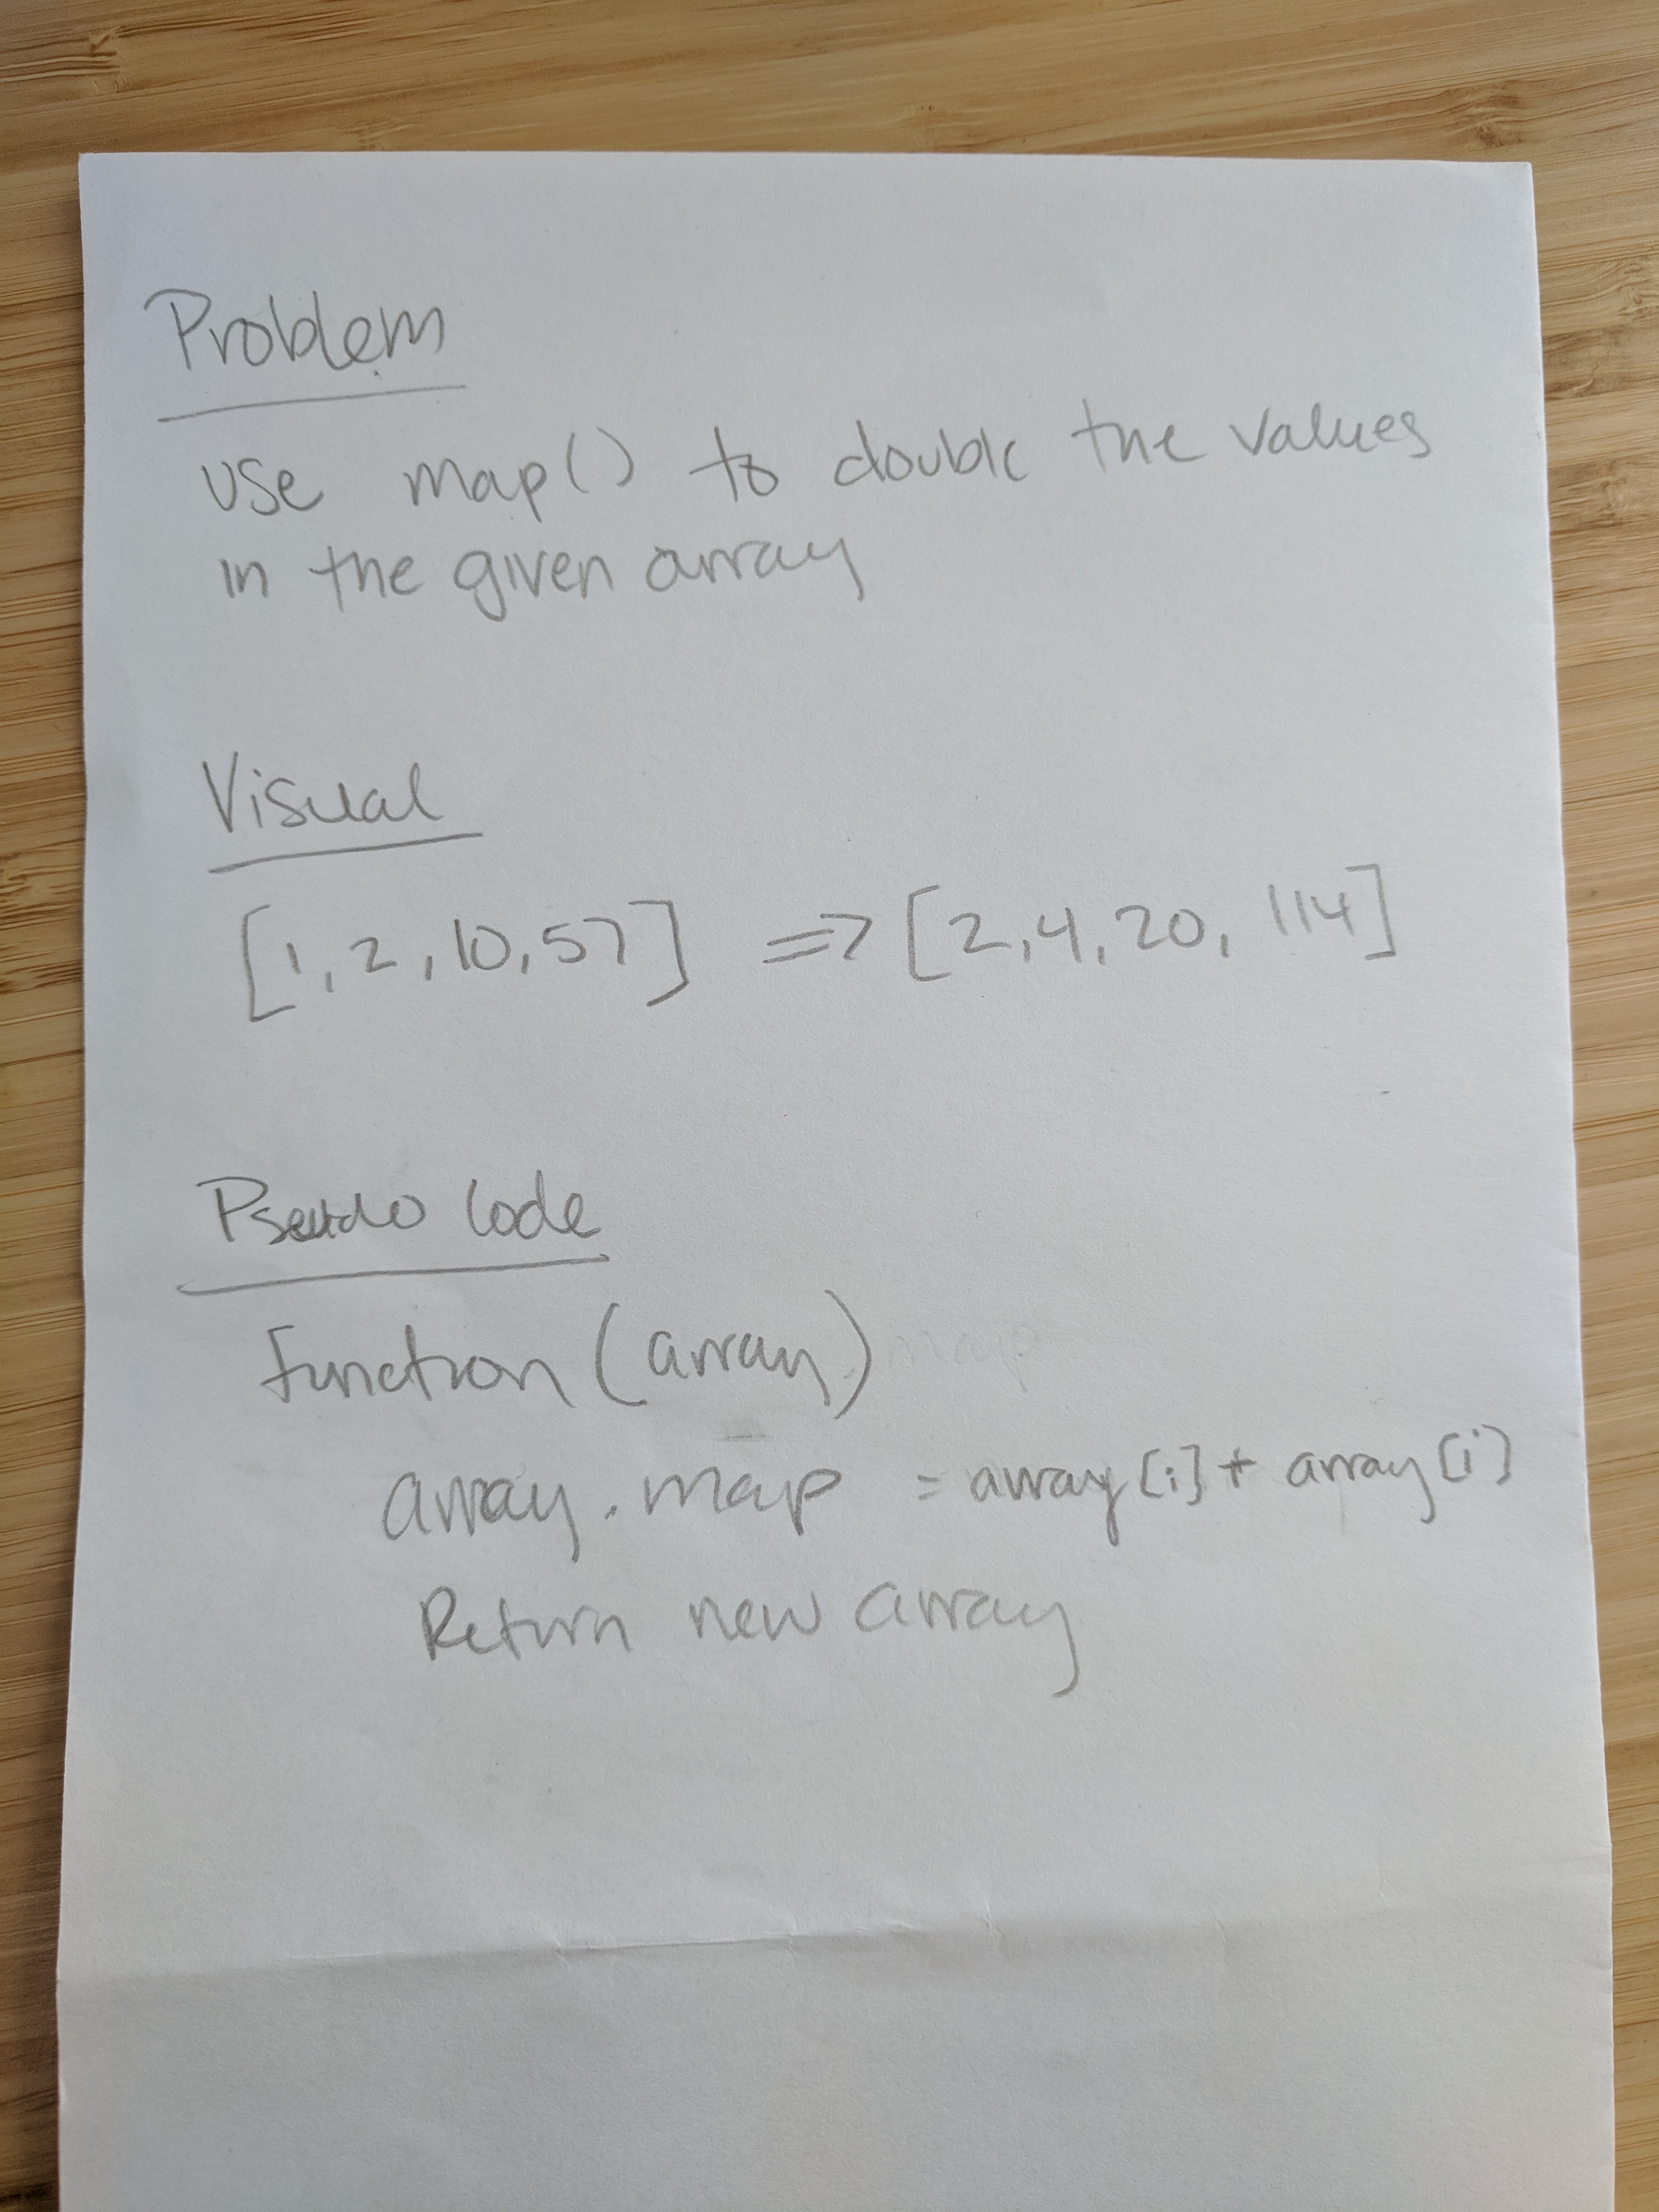 Problem
use map() to double the values
in the given array
Visual
[1, 2, 10, 57] => [2, 4, 20, 114]
Pseudo Code
function (array) map
array.map = array[i] + array[i]
Return new array